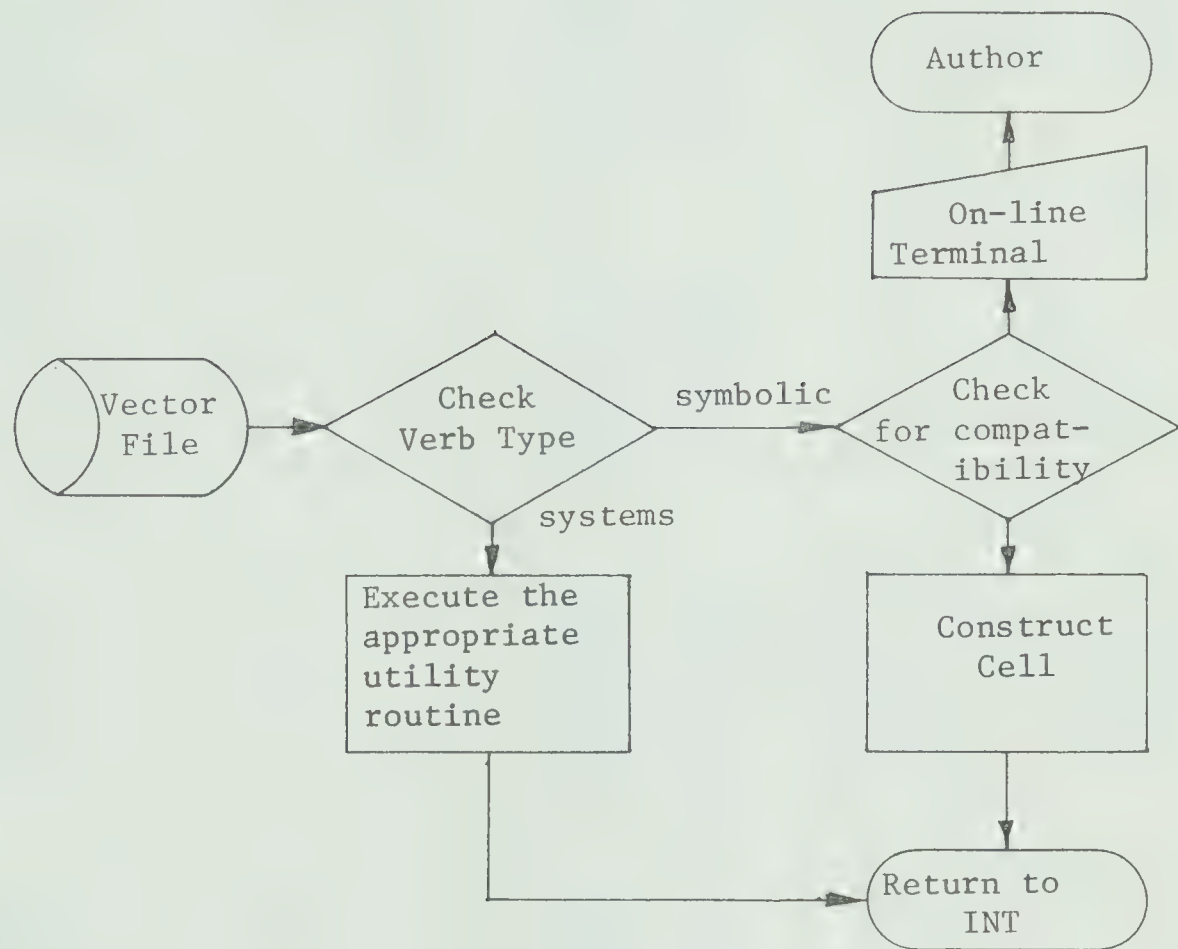 Author
On-line
Terminal
Vector
File
Check
Verb Type
symbolic
Check
for compat-
ibility
systems
Execute the
appropriate
utility
routine
Construct
Cell
Return to
INT